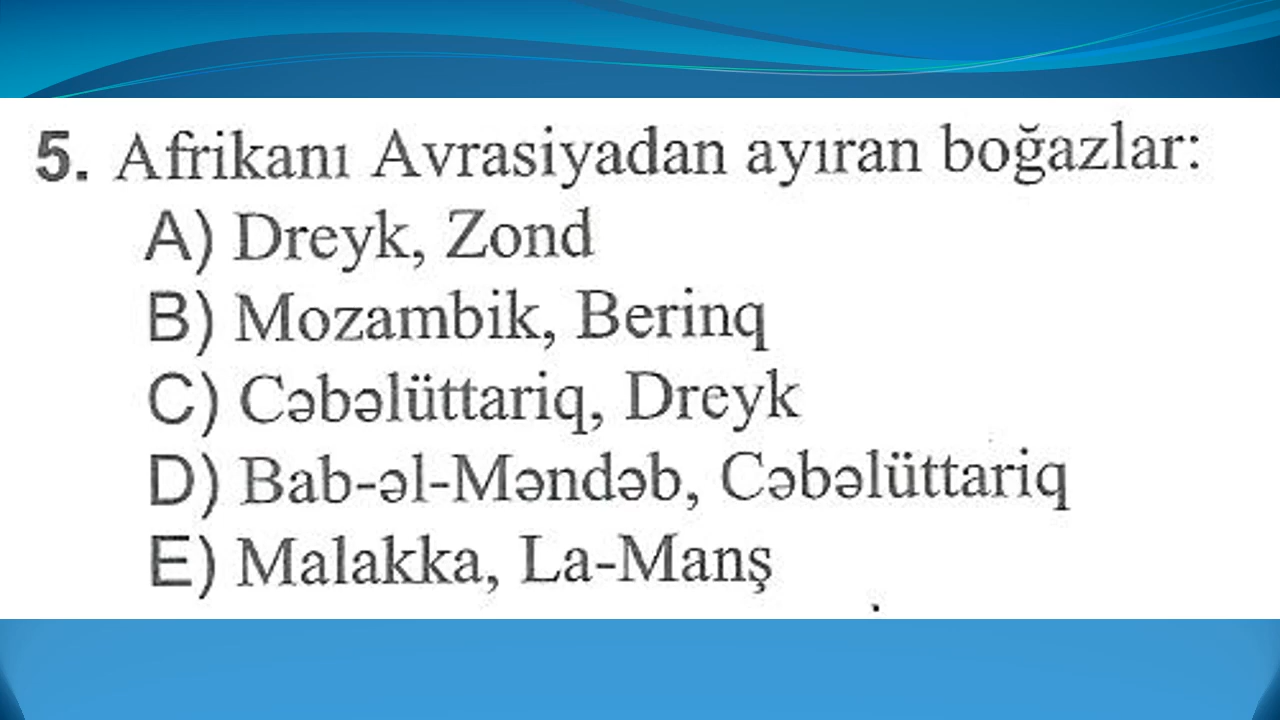 5. Afrikanı Avrasiyadan ayıran boğazlar:
A) Dreyk, Zond
B) Mozambik, Berinq
C) Cəbəlüttariq, Dreyk
D) Bab-əl-Məndəb, Cəbəlüttariq
E) Malakka, La-Manş